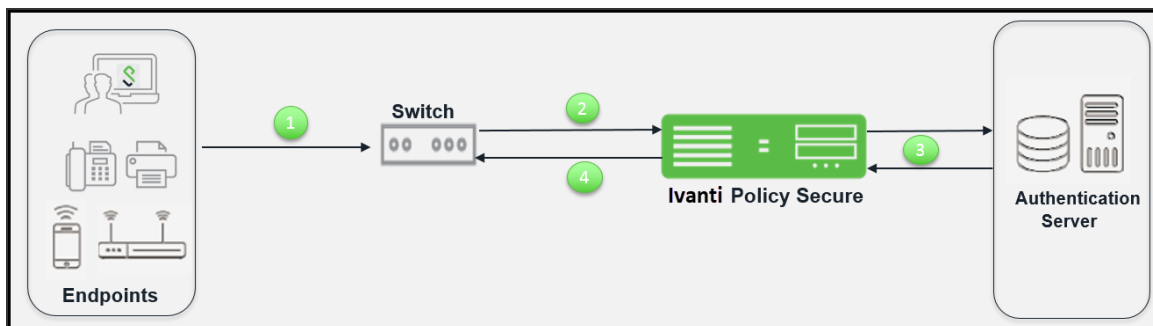 Switch
1
2
3
4
Ivanti Policy Secure
Authentication
Server
Endpoints